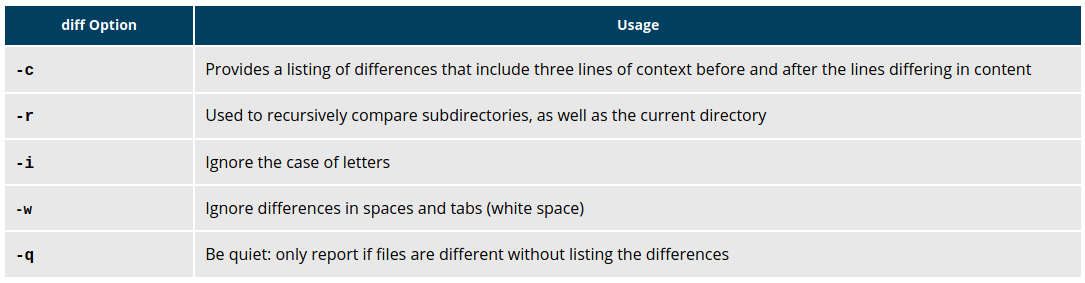 diff Option Usage
-c Provides a listing of differences that include three lines of context before and after the lines differing in content
-r Used to recursively compare subdirectories, as well as the current directory
-i Ignore the case of letters
-w Ignore differences in spaces and tabs (white space)
-q Be quiet: only report if files are different without listing the differences